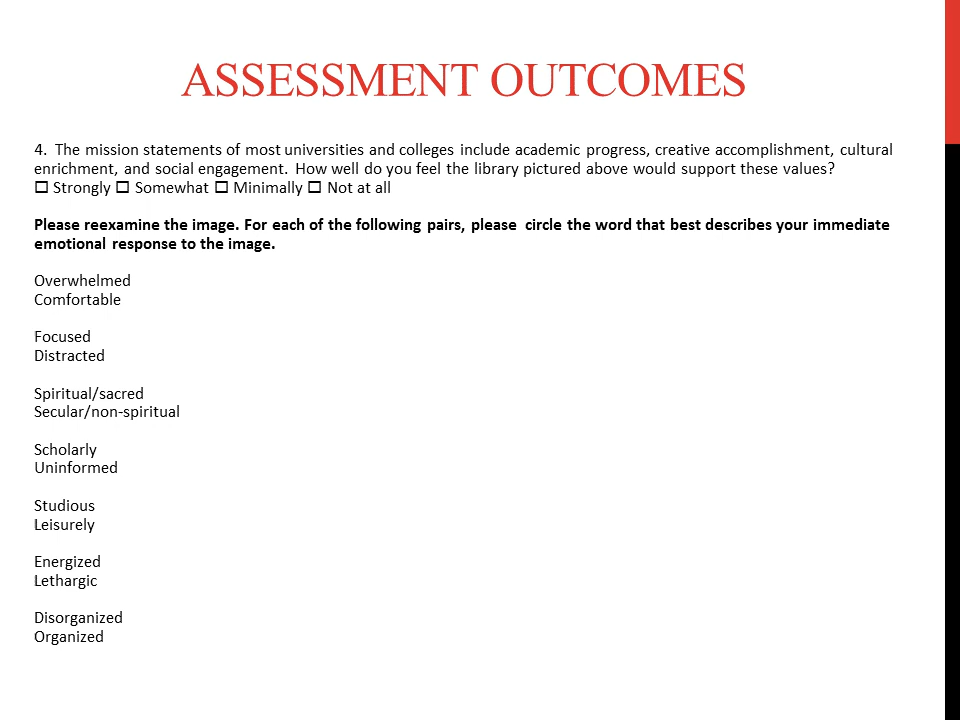 ASSESSMENT OUTCOMES
4. The mission statements of most universities and colleges include academic progress, creative accomplishment, cultural
enrichment, and social engagement. How well do you feel the library pictured above would support these values?
☐ Strongly ☐ Somewhat ☐ Minimally ☐ Not at all
Please reexamine the image. For each of the following pairs, please circle the word that best describes your immediate
emotional response to the image.
Overwhelmed
Comfortable
Focused
Distracted
Spiritual/sacred
Secular/non-spiritual
Scholarly
Uninformed
Studious
Leisurely
Energized
Lethargic
Disorganized
Organized